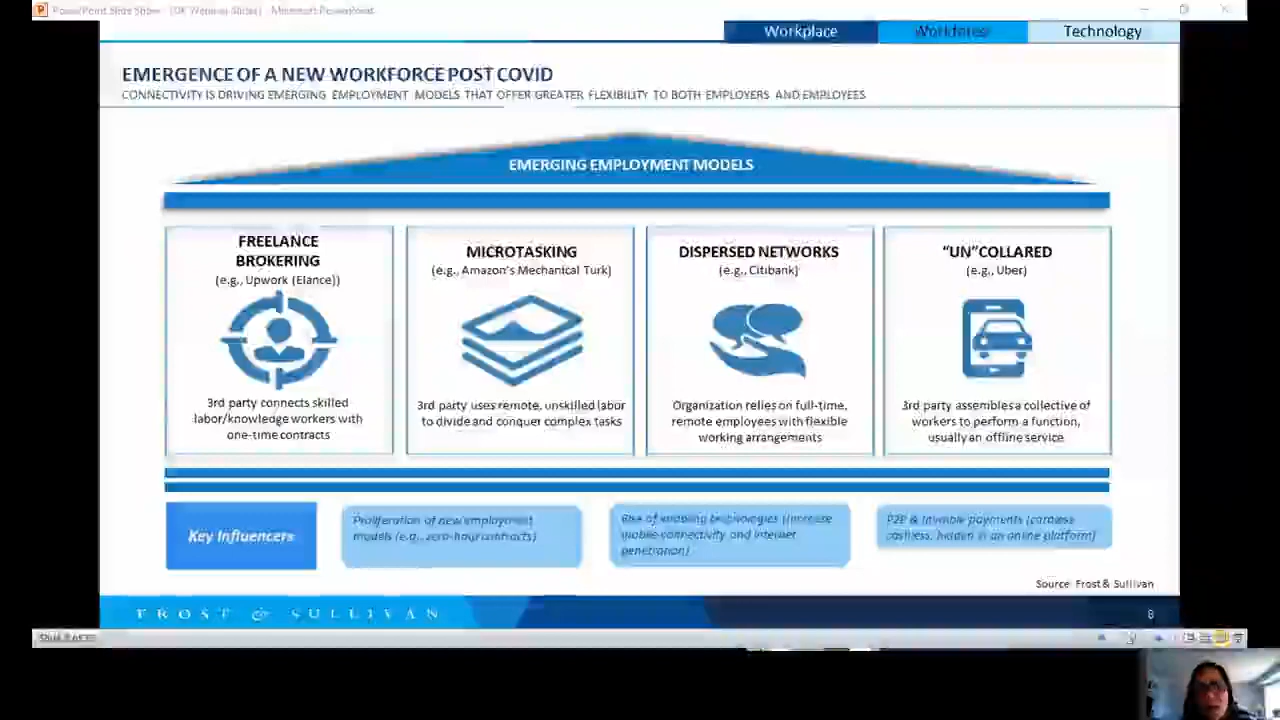 PowerPoint Slide Show - [UK Webinar Slides] - Microsoft PowerPoint
Workplace
Workforce
Technology
EMERGENCE OF A NEW WORKFORCE POST COVID
CONNECTIVITY IS DRIVING EMERGING EMPLOYMENT MODELS THAT OFFER GREATER FLEXIBILITY TO BOTH EMPLOYERS AND EMPLOYEES
EMERGING EMPLOYMENT MODELS
FREELANCE
BROKERING
(e.g., Upwork (Elance))
3rd party connects skilled
labor/knowledge workers with
one-time contracts
MICROTASKING
(e.g., Amazon's Mechanical Turk)
3rd party uses remote, unskilled labor
to divide and conquer complex tasks
DISPERSED NETWORKS
(e.g., Citibank)
Organization relies on full-time,
remote employees with flexible
working arrangements
“UN”COLLARED
(e.g., Uber)
3rd party assembles a collective of
workers to perform a function,
usually an offline service
Key Influencers
Proliferation of new employment
models (e.g., zero-hour contracts)
Rise of enabling technologies (increase
mobile connectivity and internet
penetration)
P2P & Invisible payments (cardless
cashless, hidden in an online platform)
Source: Frost & Sullivan
FROST & SULLIVAN
8